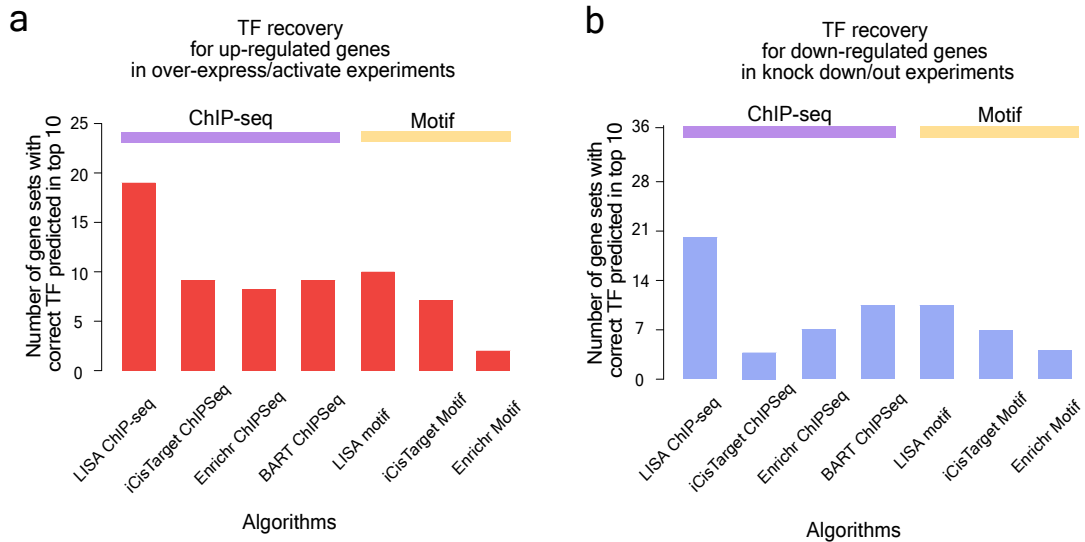 a
TF recovery
for up-regulated genes
in over-express/activate experiments
ChIP-seq
Motif
Number of gene sets with
correct TF predicted in top 10
25
20
15
10
5
0
LISA ChIP-seq
iCisTarget ChIPSeq
Enrichr ChIPSeq
BART ChIPSeq
LISA motif
iCisTarget Motif
Enrichr Motif
Algorithms
b
TF recovery
for down-regulated genes
in knock down/out experiments
ChIP-seq
Motif
Number of gene sets with
correct TF predicted in top 10
36
28
21
14
7
0
LISA ChIP-seq
iCisTarget ChIPSeq
Enrichr ChIPSeq
BART ChIPSeq
LISA motif
iCisTarget Motif
Enrichr Motif
Algorithms